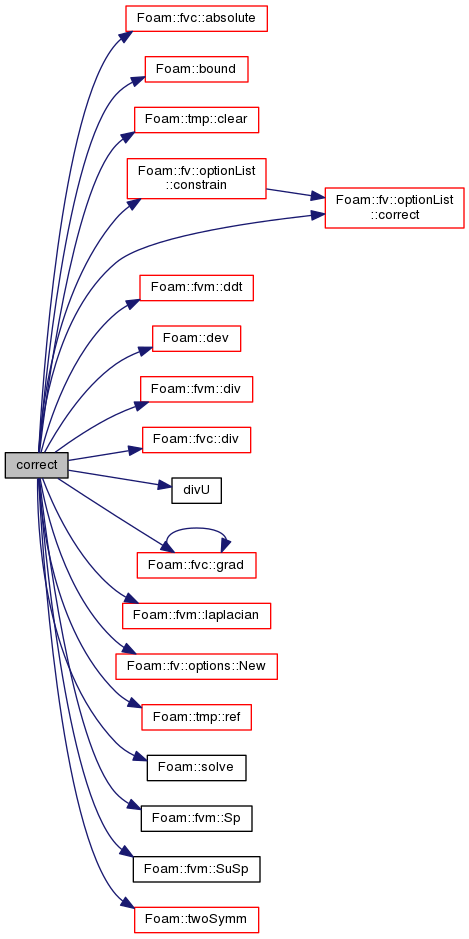 Foam::fvc::absolute
Foam::bound
Foam::tmp::clear
Foam::fv::optionList
::constrain
Foam::fv::optionList
::correct
Foam::fvm::ddt
Foam::dev
Foam::fvm::div
Foam::fvc::div
correct
divU
Foam::fvc::grad
Foam::fvm::laplacian
Foam::fv::options::New
Foam::tmp::ref
Foam::solve
Foam::fvm::Sp
Foam::fvm::SuSp
Foam::twoSymm